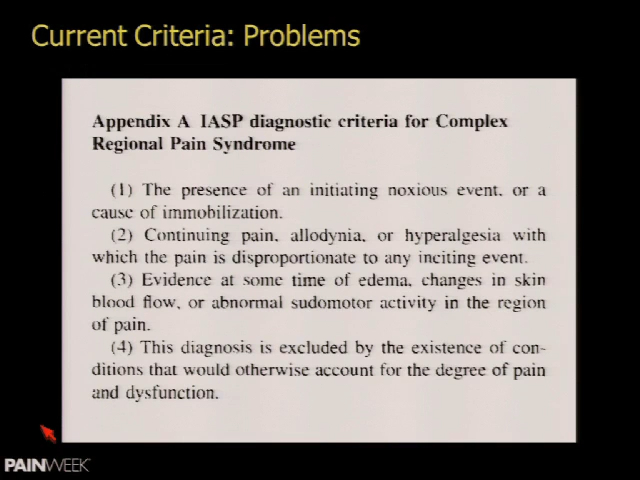 Current Criteria: Problems
Appendix A IASP diagnostic criteria for Complex
Regional Pain Syndrome
(1) The presence of an initiating noxious event, or a
cause of immobilization.
(2) Continuing pain, allodynia, or hyperalgesia with
which the pain is disproportionate to any inciting event.
(3) Evidence at some time of edema, changes in skin
blood flow, or abnormal sudomotor activity in the region
of pain.
(4) This diagnosis is excluded by the existence of con-
ditions that would otherwise account for the degree of pain
and dysfunction.
PAINWEEK